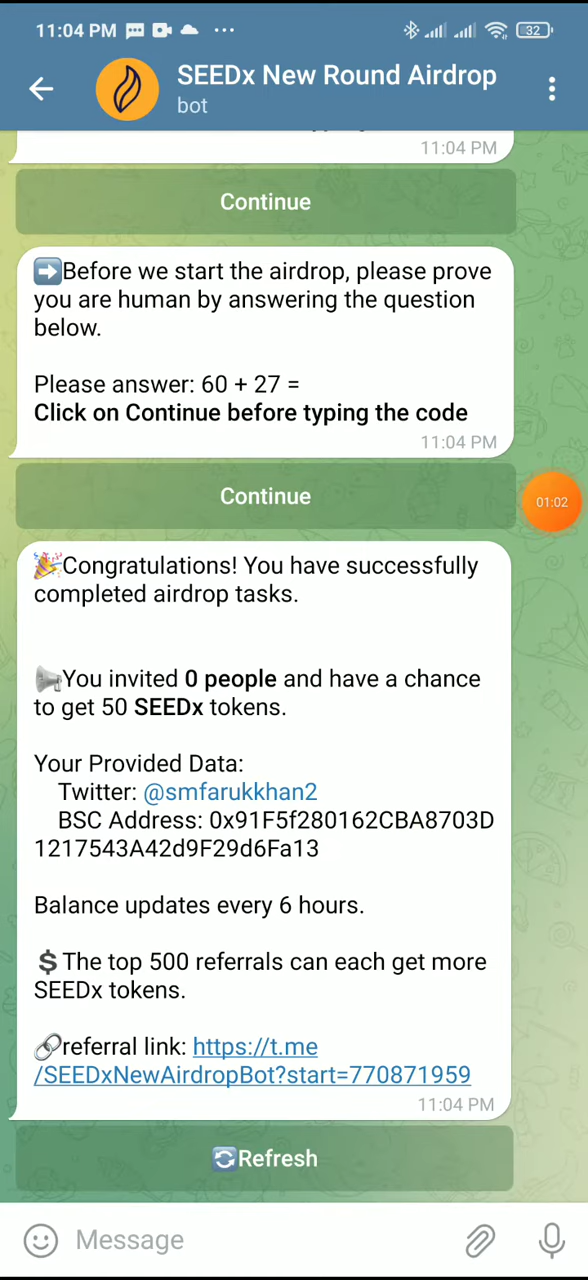 11:04 PM
32
SEEDx New Round Airdrop
bot
11:04 PM
Continue
➡️Before we start the airdrop, please prove
you are human by answering the question
below.
Please answer: 60 + 27 =
Click on Continue before typing the code
11:04 PM
Continue
01:02
🎉Congratulations! You have successfully
completed airdrop tasks.
📢You invited 0 people and have a chance
to get 50 SEEDx tokens.
Your Provided Data:
Twitter: @smfarukkhan2
BSC Address: 0x91F5f280162CBA8703D
1217543A42d9F29d6Fa13
Balance updates every 6 hours.
💲The top 500 referrals can each get more
SEEDx tokens.
🔗referral link: https://t.me
/SEEDxNewAirdropBot?start=770871959
11:04 PM
🔄Refresh
Message